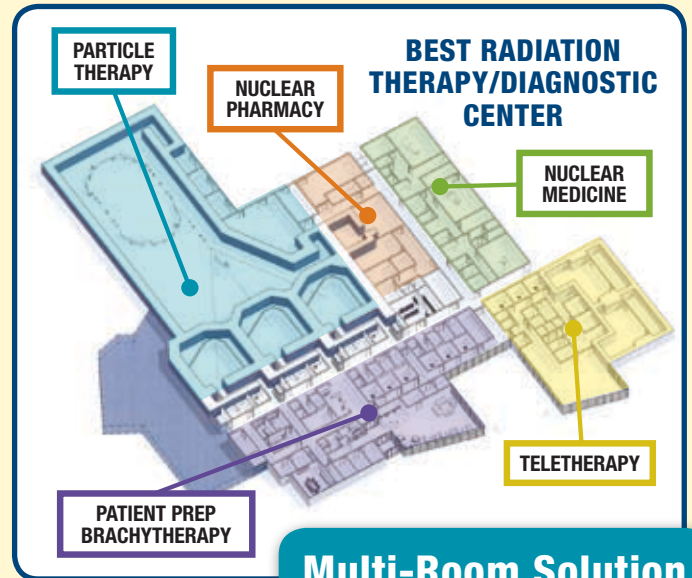 PARTICLE
THERAPY
NUCLEAR
PHARMACY
BEST RADIATION
THERAPY/DIAGNOSTIC
CENTER
NUCLEAR
MEDICINE
TELETHERAPY
PATIENT PREP
BRACHYTHERAPY
Multi-Room Solution